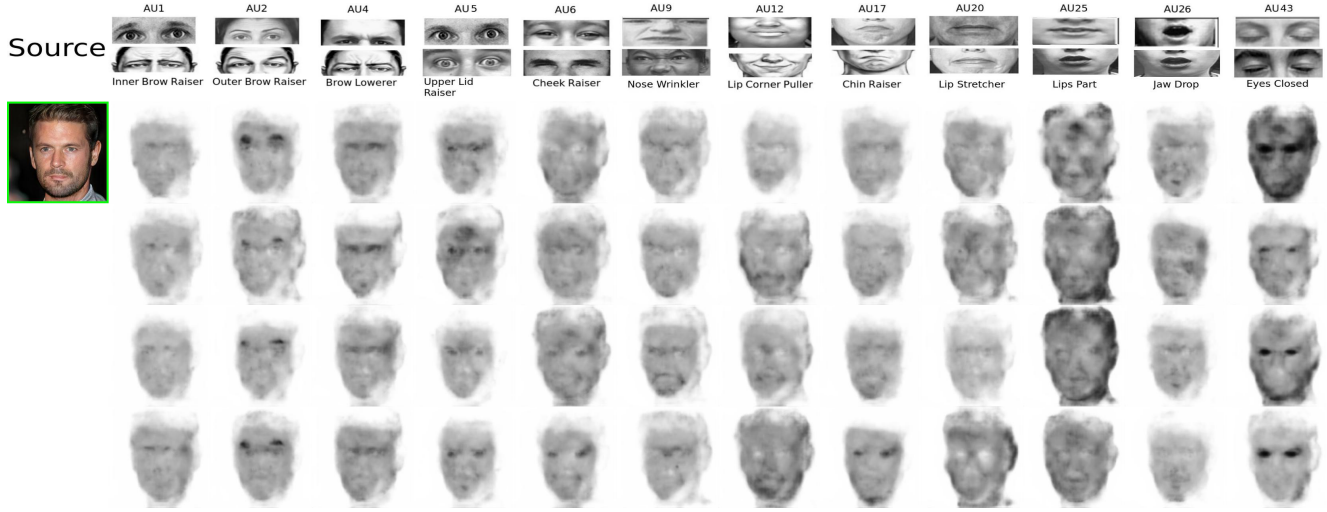 AU1 AU2 AU4 AU5 AU6 AU9 AU12 AU17 AU20 AU25 AU26 AU43
Source
Inner Brow Raiser Outer Brow Raiser Brow Lowerer Upper Lid Cheek Raiser Nose Wrinkler Lip Corner Puller Chin Raiser Lip Stretcher Lips Part Jaw Drop Eyes Closed
Raiser